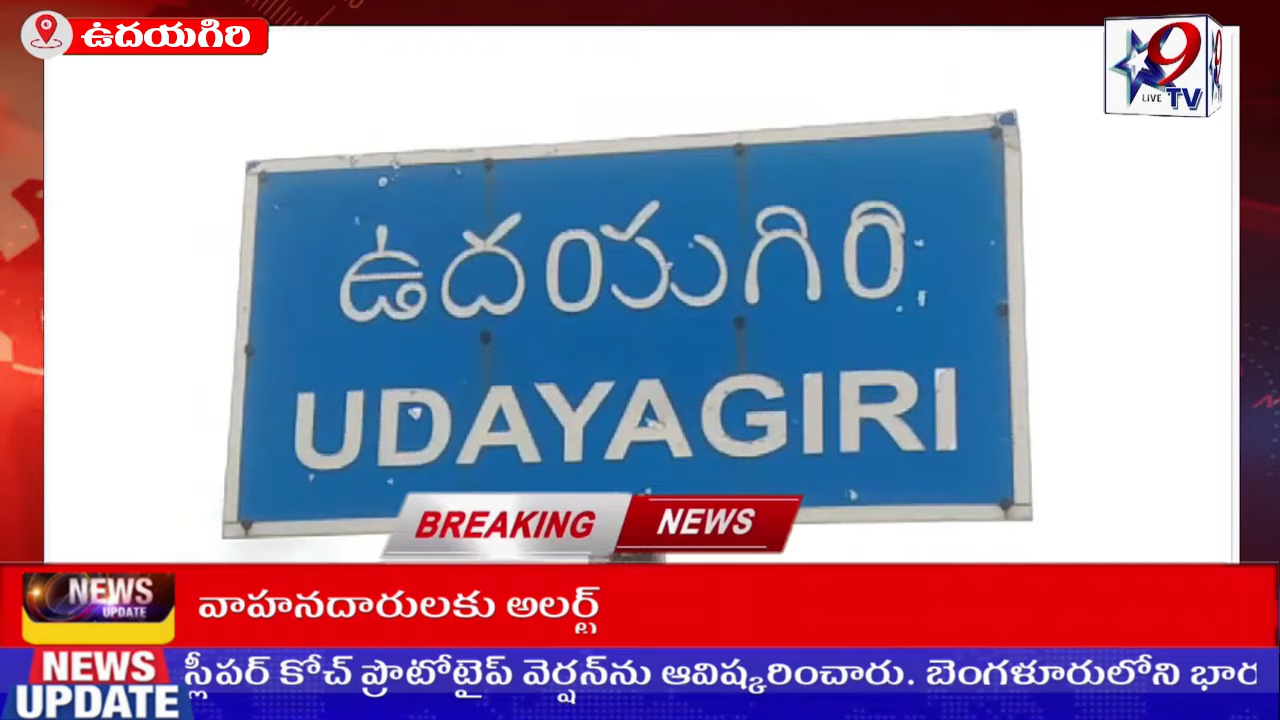 ఉదయగిరి
9
LIVE TV
ఉదయగిరి
UDAYAGIRI
BREAKING NEWS
NEWS
UPDATE
వాహనదారులకు అలర్ట్
NEWS
UPDATE
స్లీపర్ కోచ్ ప్రొటోటైప్ వెర్షన్‌ను ఆవిష్కరించారు. బెంగళూరులోని భార